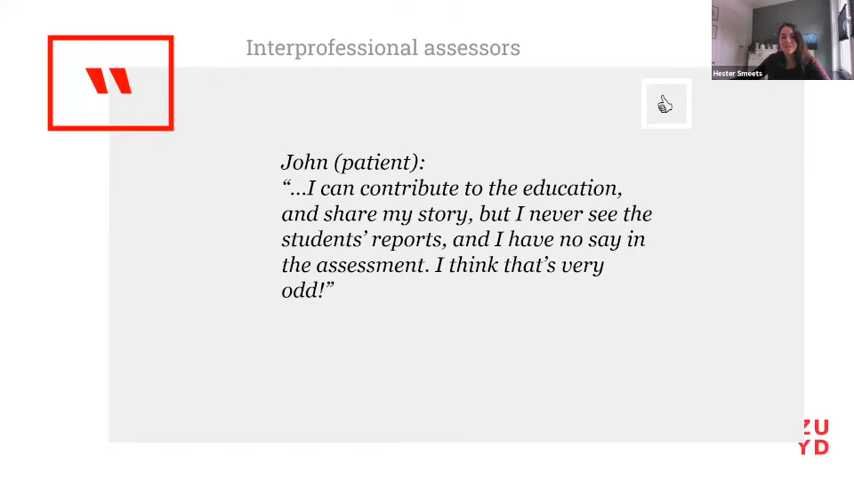 Interprofessional assessors
Hester Smeets
John (patient):
“...I can contribute to the education,
and share my story, but I never see the
students’ reports, and I have no say in
the assessment. I think that’s very
odd!”
ZU
YD